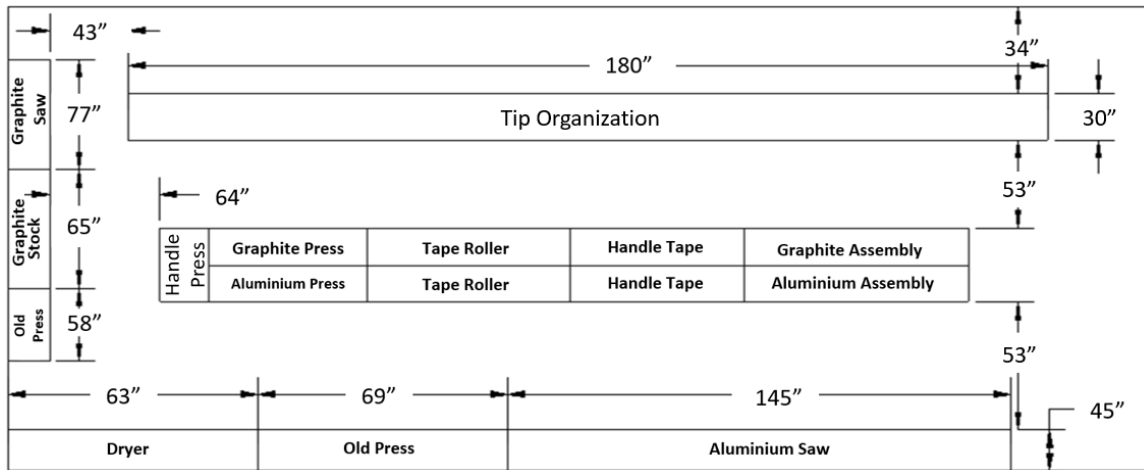 43”
34”
180”
Graphite
Saw
77”
Tip Organization
30”
53”
64”
Graphite
Stock
65”
Handle
Press
Graphite Press
Tape Roller
Handle Tape
Graphite Assembly
Aluminium Press
Tape Roller
Handle Tape
Aluminium Assembly
Old
Press
58”
53”
63”
69”
145”
45”
Dryer
Old Press
Aluminium Saw